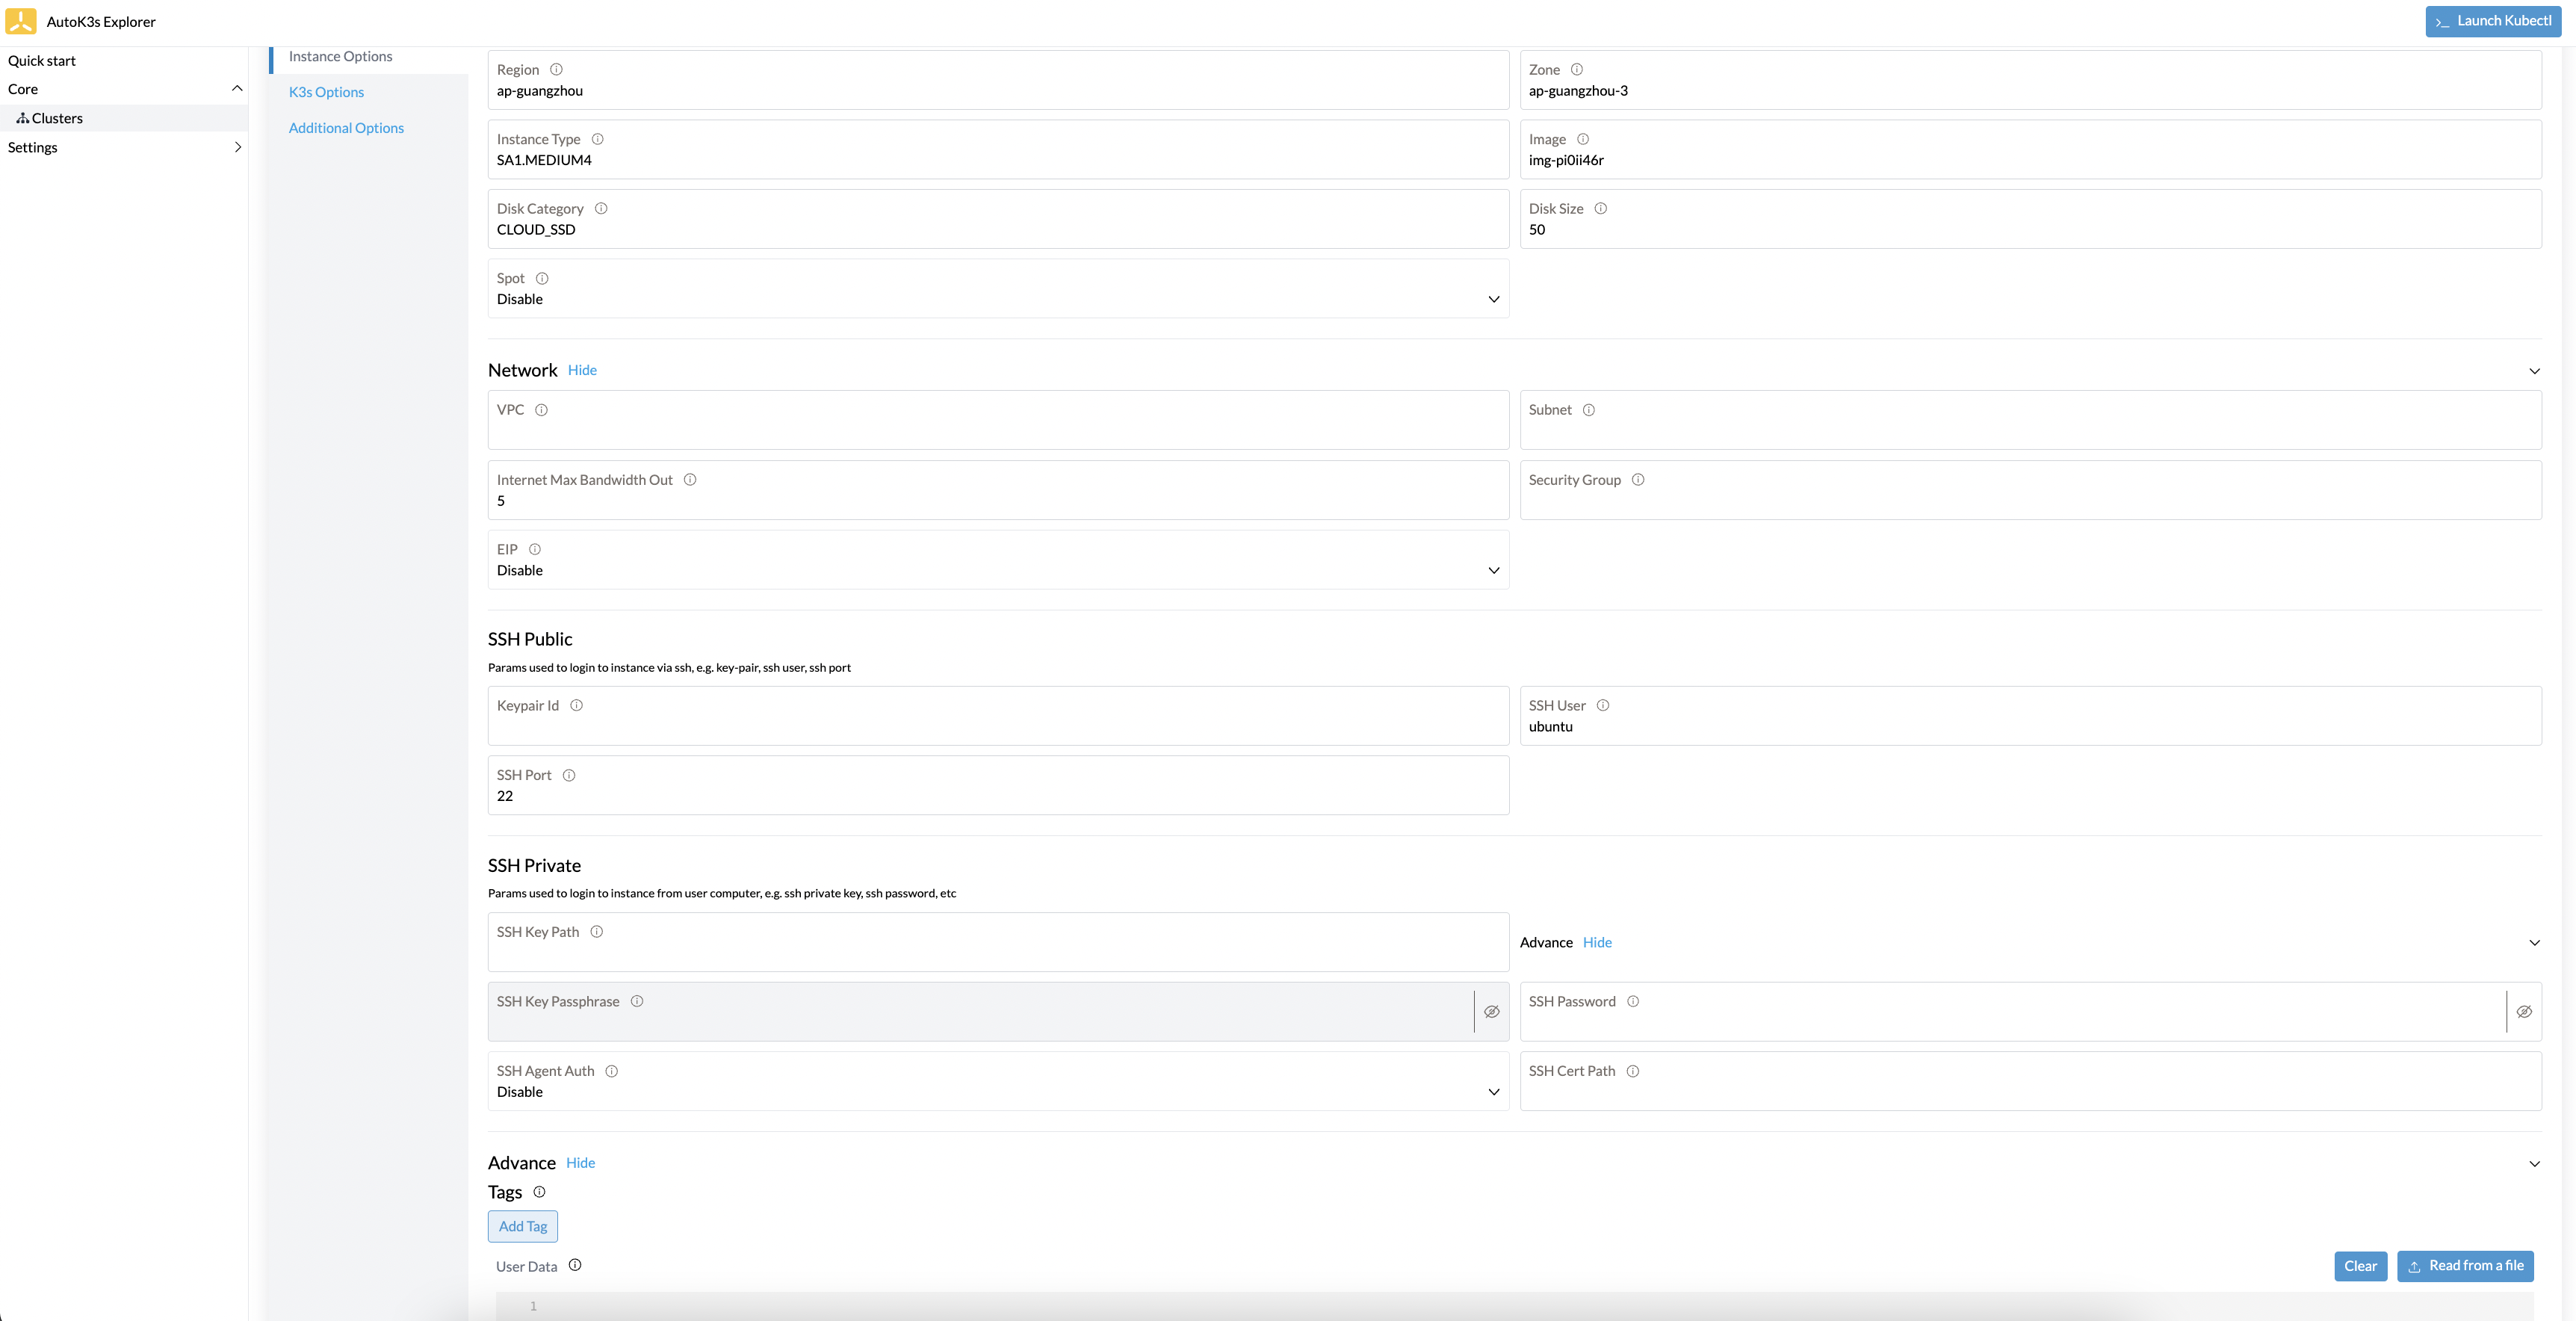 AutoK3s Explorer
Launch Kubectl
Quick start
Core
Clusters
Settings
Instance Options
K3s Options
Additional Options
Region
ap-guangzhou
Zone
ap-guangzhou-3
Instance Type
SA1.MEDIUM4
Image
img-pi0ii46r
Disk Category
CLOUD_SSD
Disk Size
50
Spot
Disable
Network Hide
VPC
Subnet
Internet Max Bandwidth Out
5
Security Group
EIP
Disable
SSH Public
Params used to login to instance via ssh, e.g. key-pair, ssh user, ssh port
Keypair Id
SSH User
ubuntu
SSH Port
22
SSH Private
Params used to login to instance from user computer, e.g. ssh private key, ssh password, etc
SSH Key Path
Advance Hide
SSH Key Passphrase
SSH Password
SSH Agent Auth
Disable
SSH Cert Path
Advance Hide
Tags
Add Tag
User Data
Clear
Read from a file
1